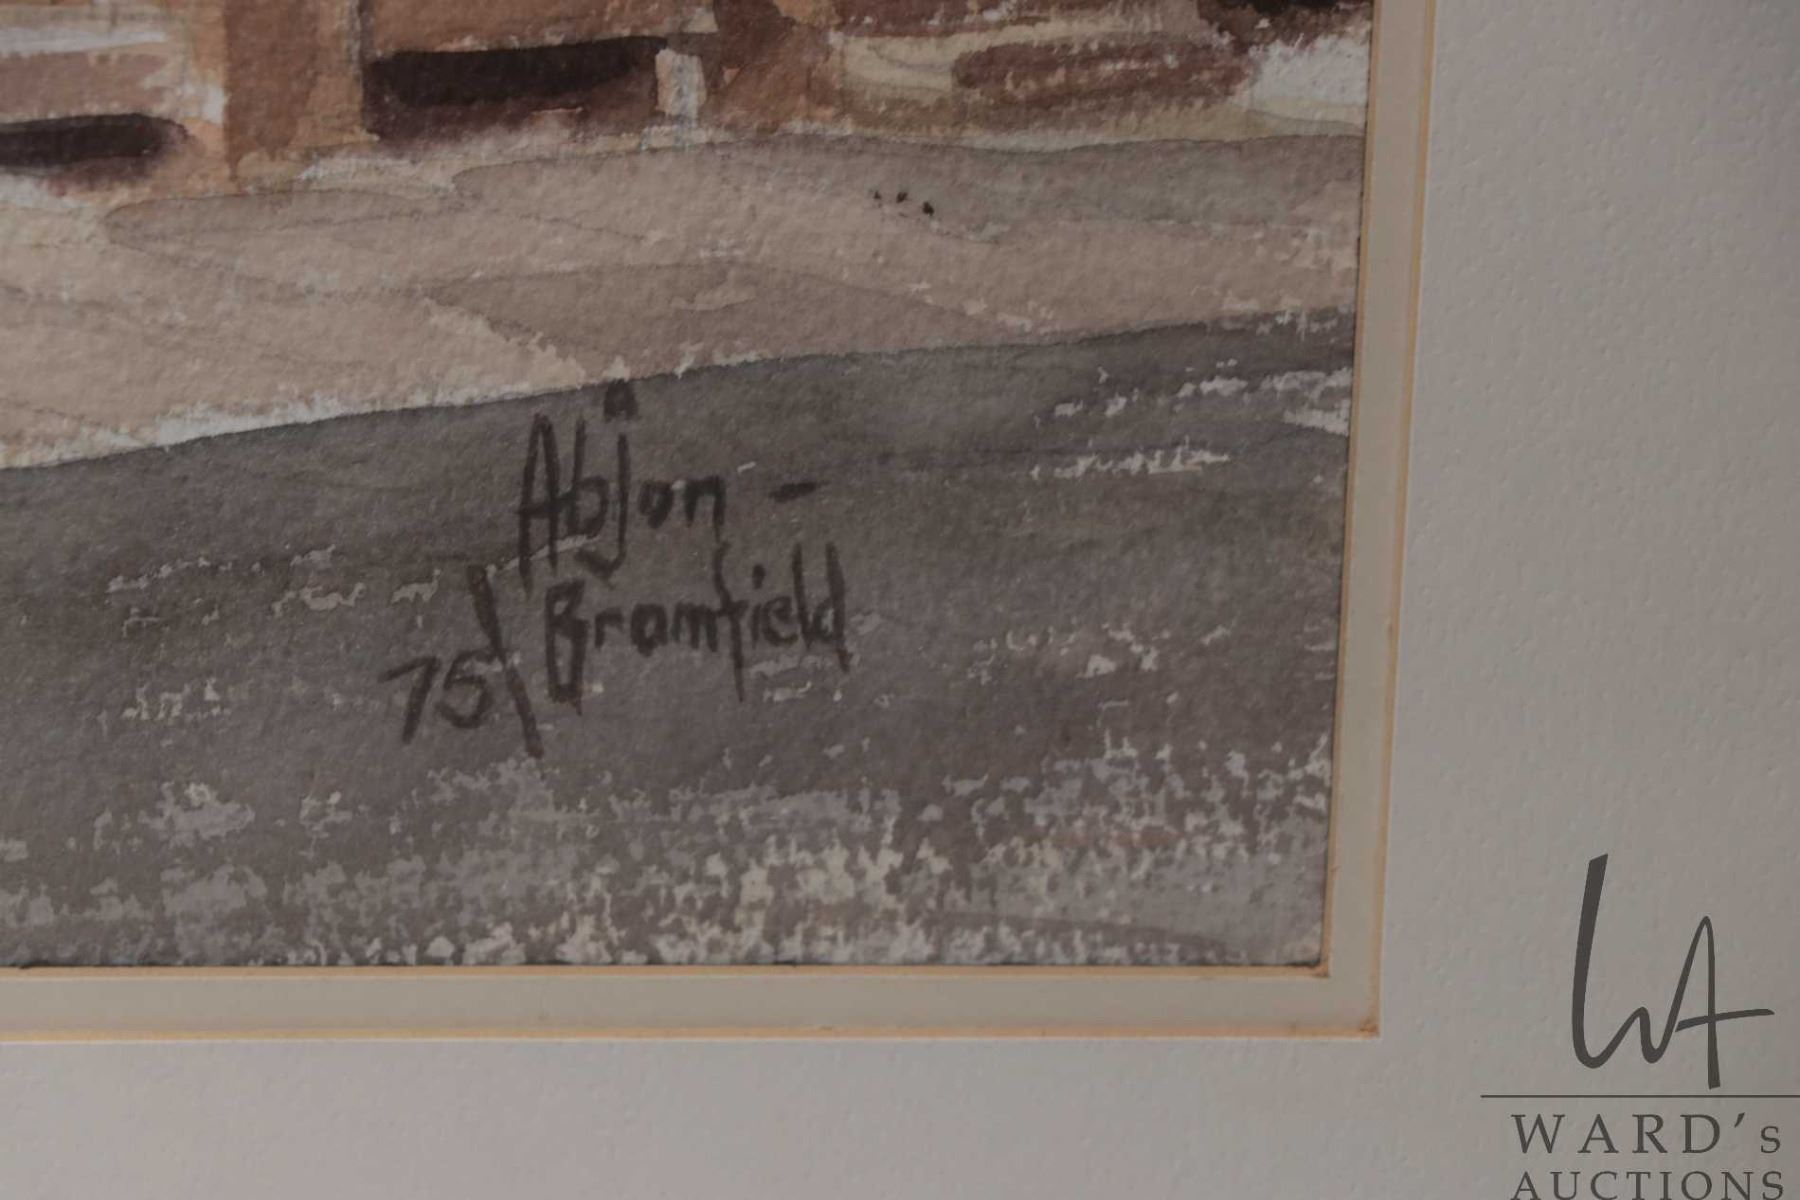 Abjon -
Bramfield
75\
WARD's
AUCTIONS